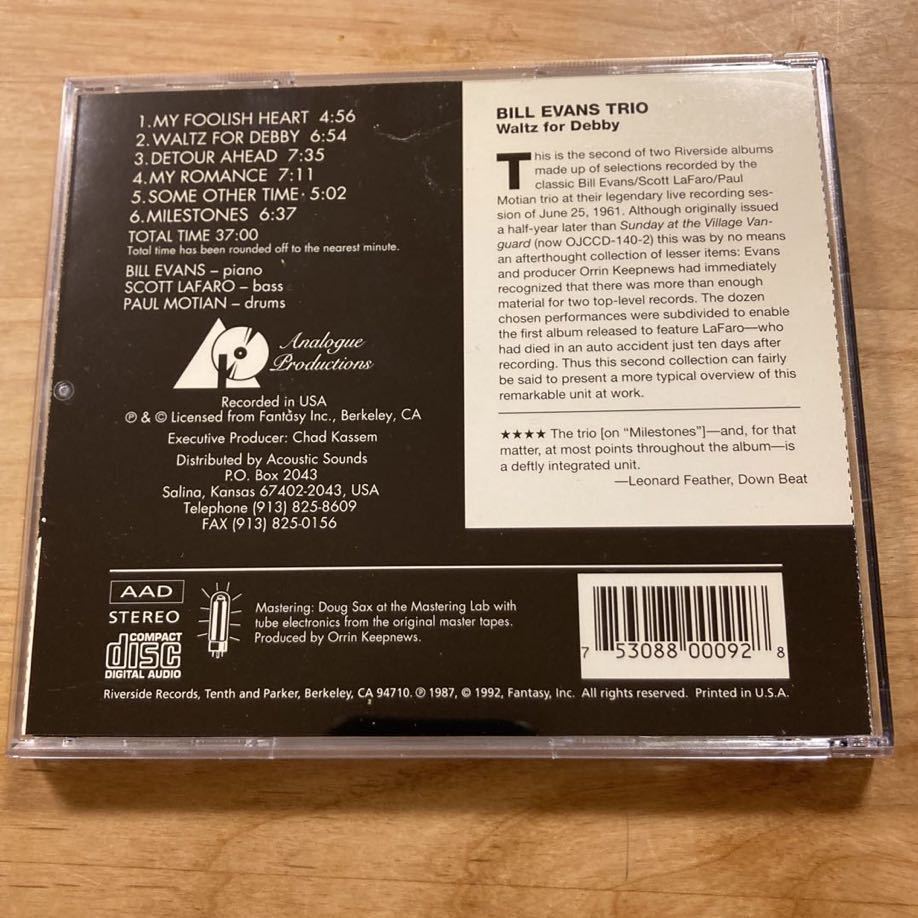 1. MY FOOLISH HEART 4:56
2. WALTZ FOR DEBBY 6:54
3. DETOUR AHEAD 7:35
4. MY ROMANCE 7:11
5. SOME OTHER TIME 5:02
6. MILESTONES 6:37
TOTAL TIME 37:00
Total time has been rounded off to the nearest minute.
BILL EVANS – piano
SCOTT LAFARO – bass
PAUL MOTIAN – drums
Analogue
Productions
Recorded in USA
℗ & © Licensed from Fantasy Inc., Berkeley, CA
Executive Producer: Chad Kassem
Distributed by Acoustic Sounds
P.O. Box 2043
Salina, Kansas 67402-2043, USA
Telephone (913) 825-8609
FAX (913) 825-0156
BILL EVANS TRIO
Waltz for Debby
This is the second of two Riverside albums
made up of selections recorded by the
classic Bill Evans/Scott LaFaro/Paul
Motian trio at their legendary live recording ses-
sion of June 25, 1961. Although originally issued
a half-year later than Sunday at the Village Van-
guard (now OJCCD-140-2) this was by no means
an afterthought collection of lesser items: Evans
and producer Orrin Keepnews had immediately
recognized that there was more than enough
material for two top-level records. The dozen
chosen performances were subdivided to enable
the first album released to feature LaFaro—who
had died in an auto accident just ten days after
recording. Thus this second collection can fairly
be said to present a more typical overview of this
remarkable unit at work.
★★★★ The trio [on “Milestones”]—and, for that
matter, at most points throughout the album—is
a deftly integrated unit.
—Leonard Feather, Down Beat
AAD
STEREO
COMPACT
disc
DIGITAL AUDIO
Mastering: Doug Sax at the Mastering Lab with
tube electronics from the original master tapes.
Produced by Orrin Keepnews.
7 53088 00092 8
Riverside Records, Tenth and Parker, Berkeley, CA 94710. ℗ 1987, © 1992, Fantasy, Inc. All rights reserved. Printed in U.S.A.